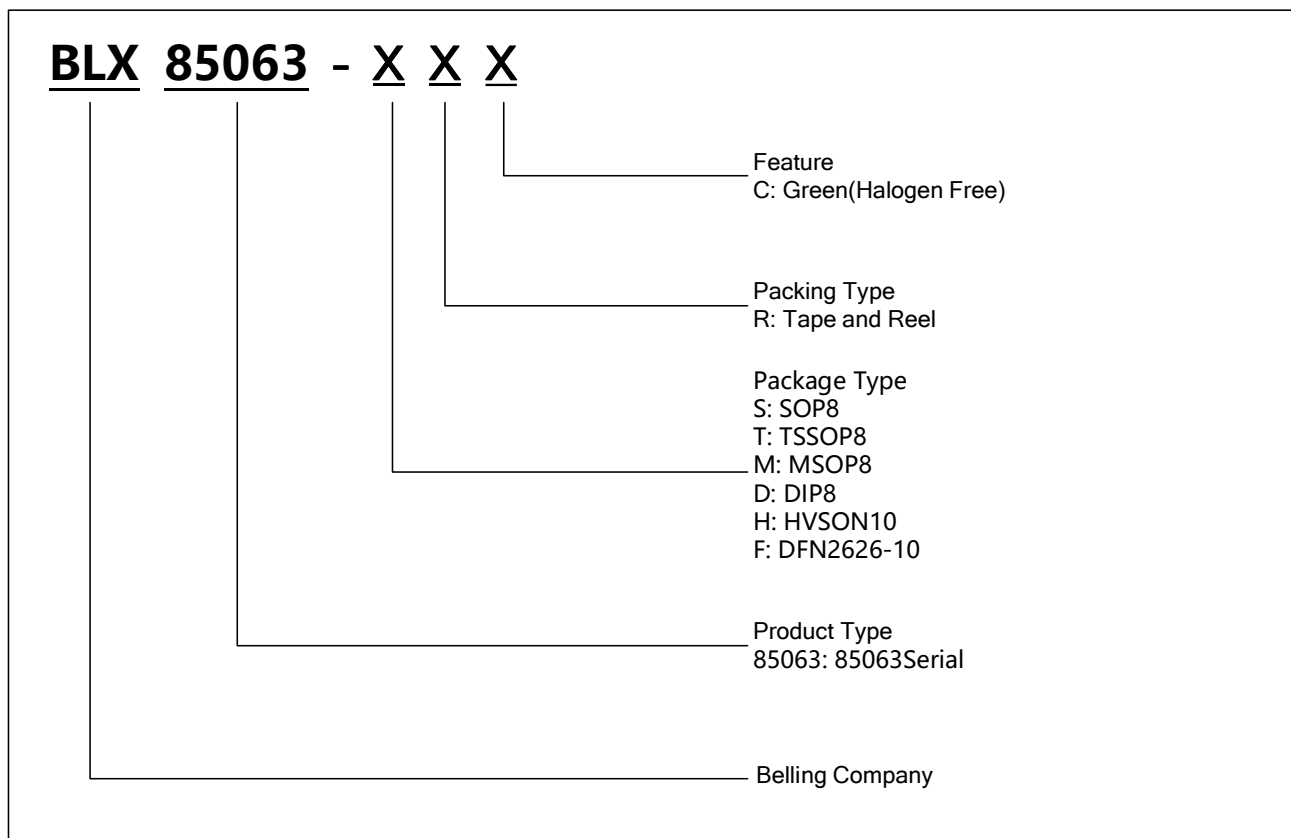 BLX 85063 - X X X
Feature
C: Green(Halogen Free)
Packing Type
R: Tape and Reel
Package Type
S: SOP8
T: TSSOP8
M: MSOP8
D: DIP8
H: HVSON10
F: DFN2626-10
Product Type
85063: 85063Serial
Belling Company